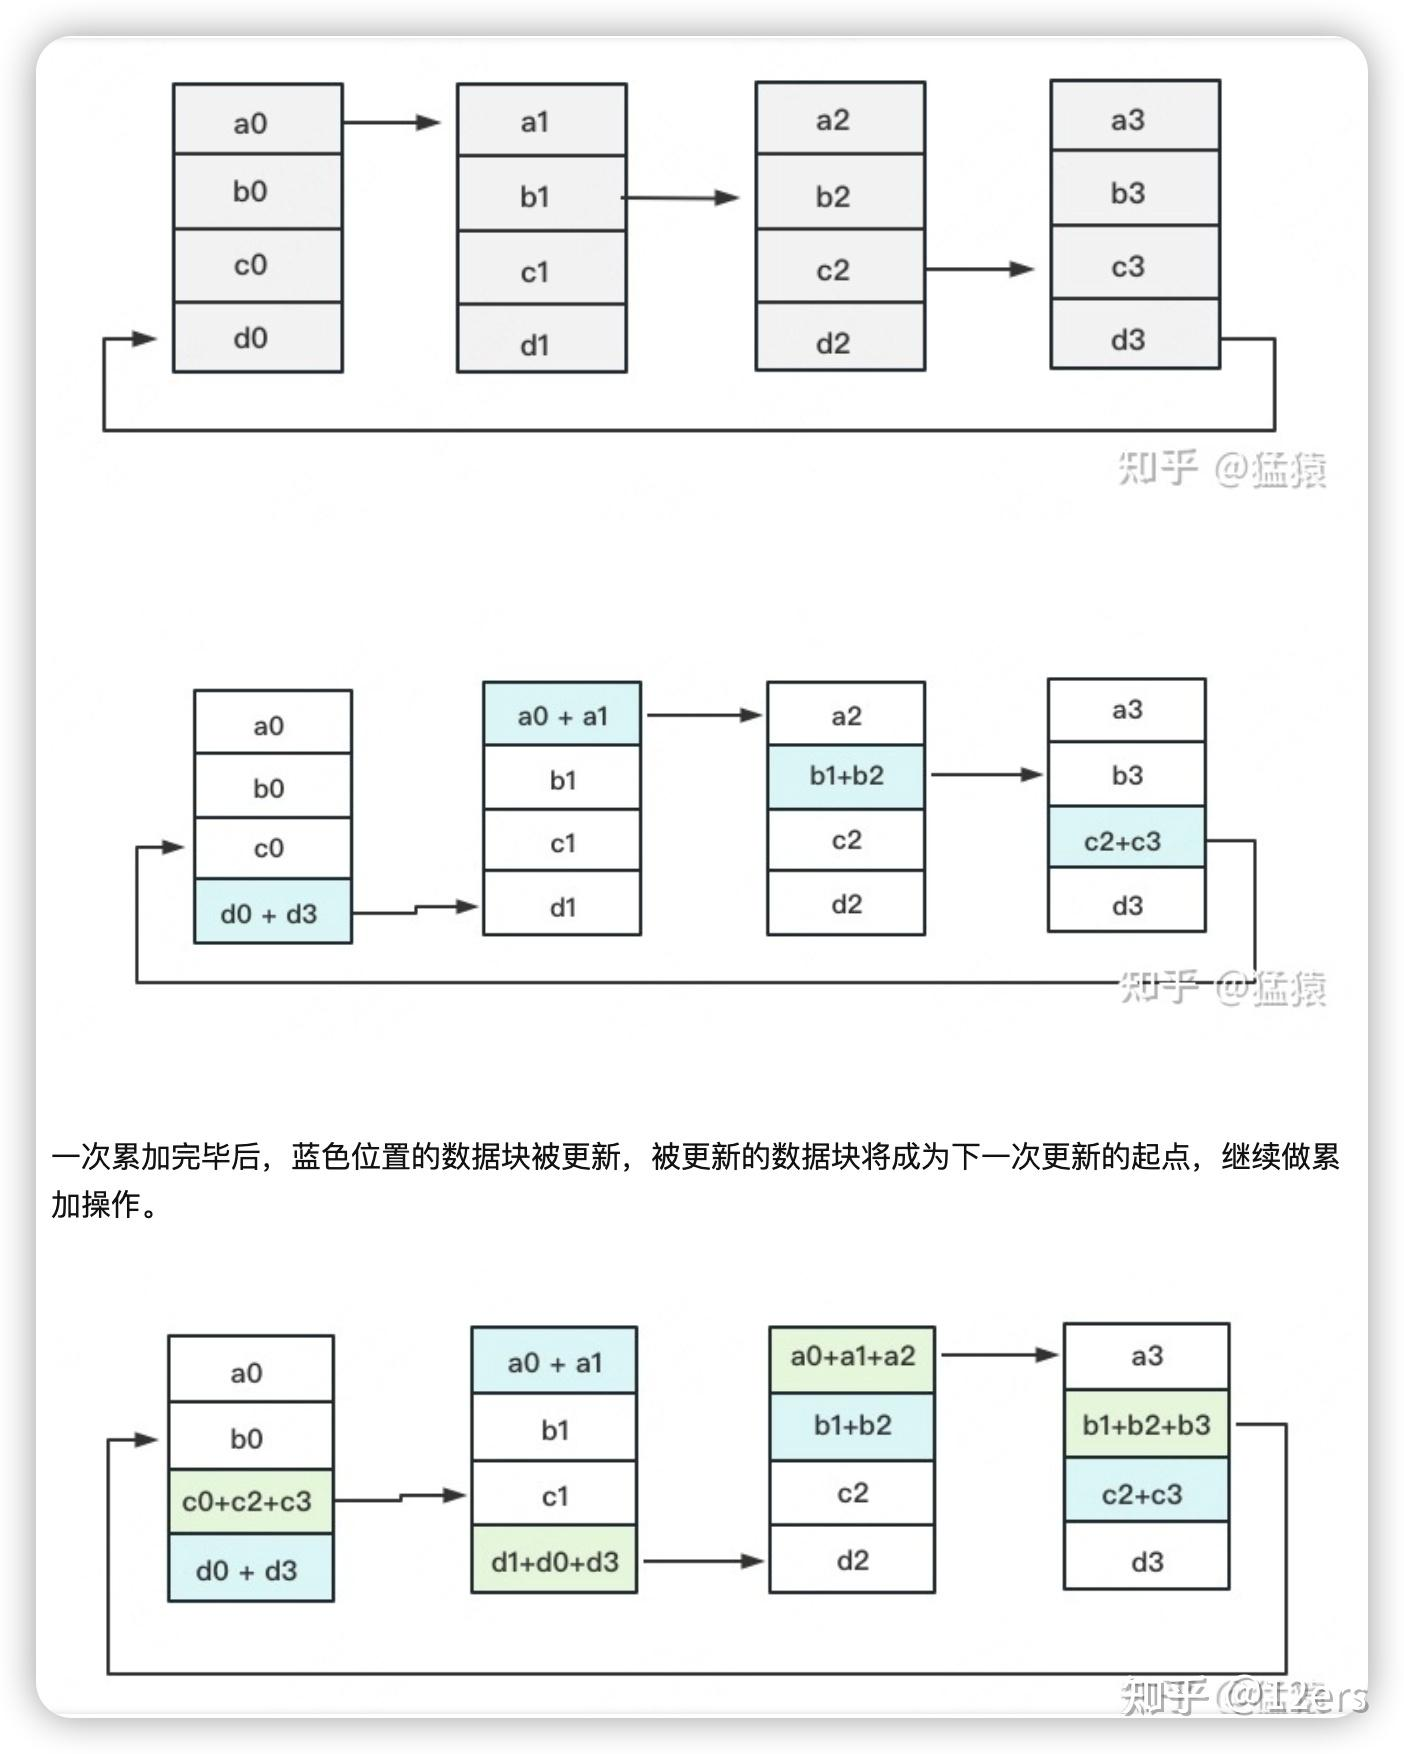 a0 a1 a2 a3
b0 b1 b2 b3
c0 c1 c2 c3
d0 d1 d2 d3
知乎 @猛猿
a0 a0 + a1 a2 a3
b0 b1 b1+b2 b3
c0 c1 c2 c2+c3
d0 + d3 d1 d2 d3
知乎 @猛猿
一次累加完毕后，蓝色位置的数据块被更新，被更新的数据块将成为下一次更新的起点，继续做累
加操作。
a0 a0 + a1 a0+a1+a2 a3
b0 b1 b1+b2 b1+b2+b3
c0+c2+c3 c1 c2 c2+c3
d0 + d3 d1+d0+d3 d2 d3
知乎 @12ers